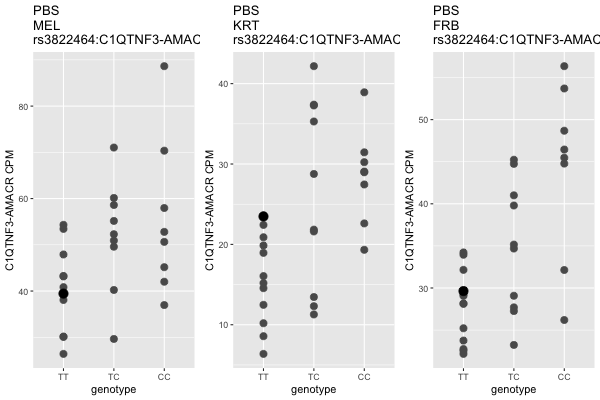 PBS
MEL
rs3822464:C1QTNF3-AMAC
80
60
40
C1QTNF3-AMACR CPM
TT
TC
CC
genotype
PBS
KRT
rs3822464:C1QTNF3-AMAC
40
30
20
10
C1QTNF3-AMACR CPM
TT
TC
CC
genotype
PBS
FRB
rs3822464:C1QTNF3-AMAC
50
40
30
C1QTNF3-AMACR CPM
TT
TC
CC
genotype